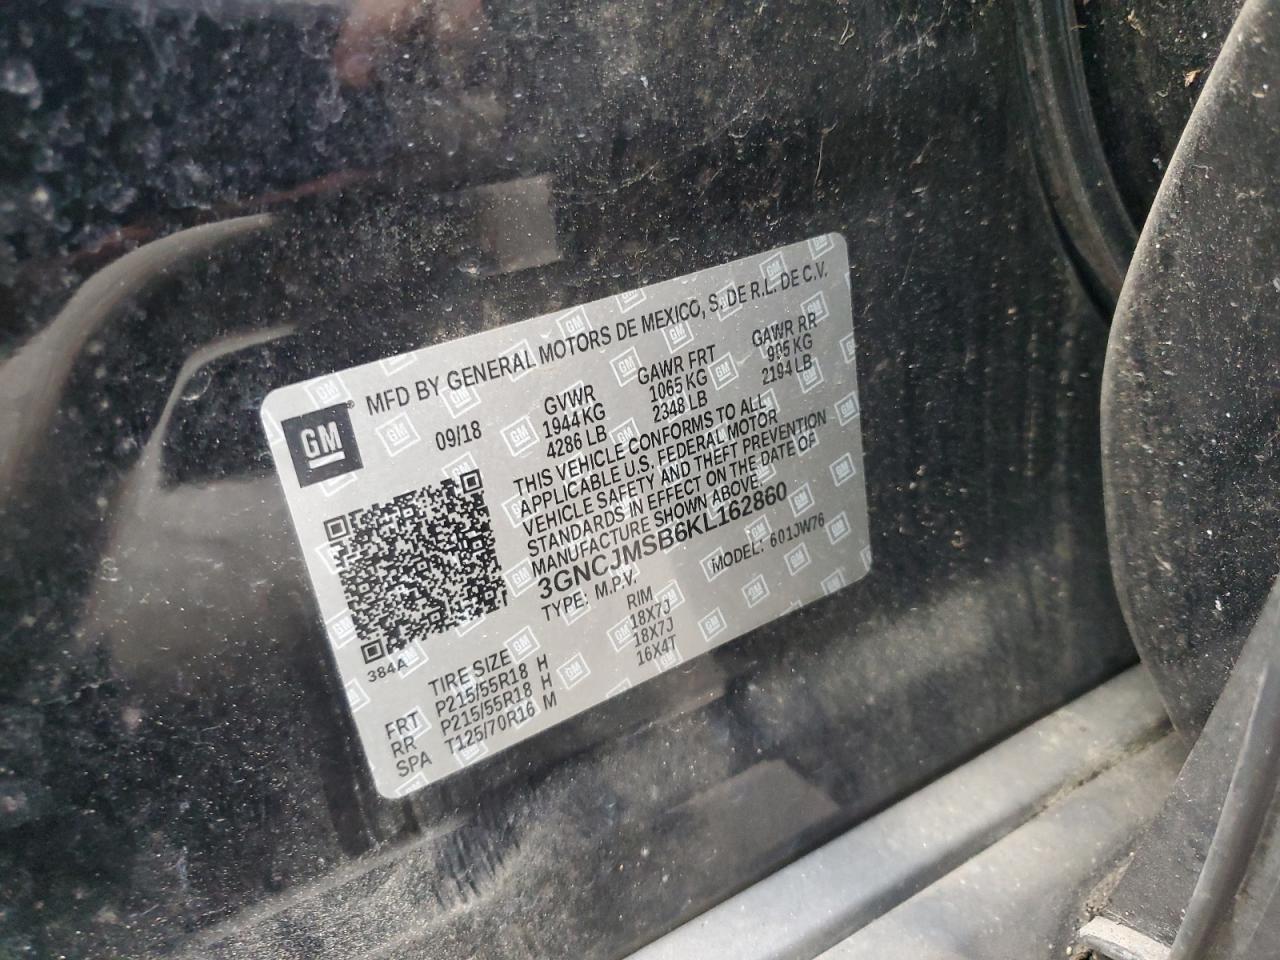 GM
MFD BY GENERAL MOTORS DE MEXICO, S. DE R.L. DE C.V.
09/18 GVWR GAWR FRT GAWR RR
1944 KG 1065 KG 995 KG
4286 LB 2348 LB 2194 LB
THIS VEHICLE CONFORMS TO ALL
APPLICABLE U.S. FEDERAL MOTOR
VEHICLE SAFETY AND THEFT PREVENTION
STANDARDS IN EFFECT ON THE DATE OF
MANUFACTURE SHOWN ABOVE.
3GNCJMSB6KL162860
TYPE: M.P.V. MODEL: 601JW76
384A
TIRE SIZE RIM
FRT P215/55R18 H 18X7J
RR P215/55R18 H 18X7J
SPA T125/70R16 M 16X4T